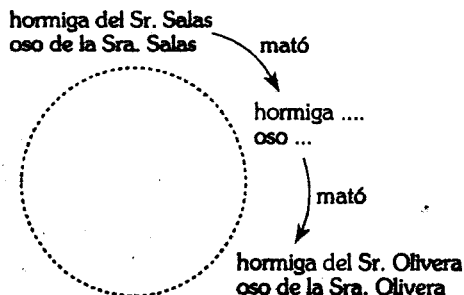 hormiga del Sr. Salas
oso de la Sra. Salas
mató
hormiga ....
oso ...
mató
hormiga del Sr. Olivera
oso de la Sra. Olivera